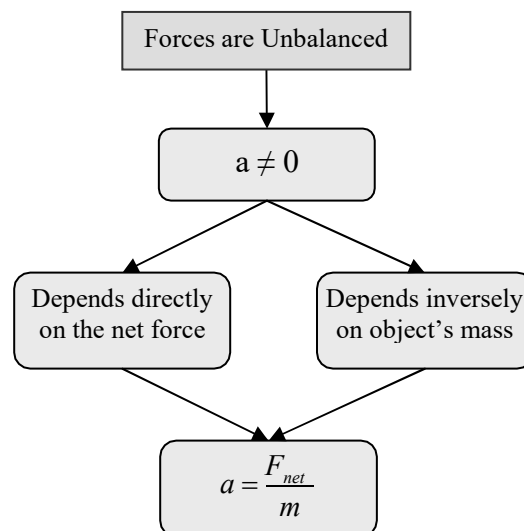 Forces are Unbalanced
a ≠ 0
Depends directly
on the net force
Depends inversely
on object's mass
a = F_net / m